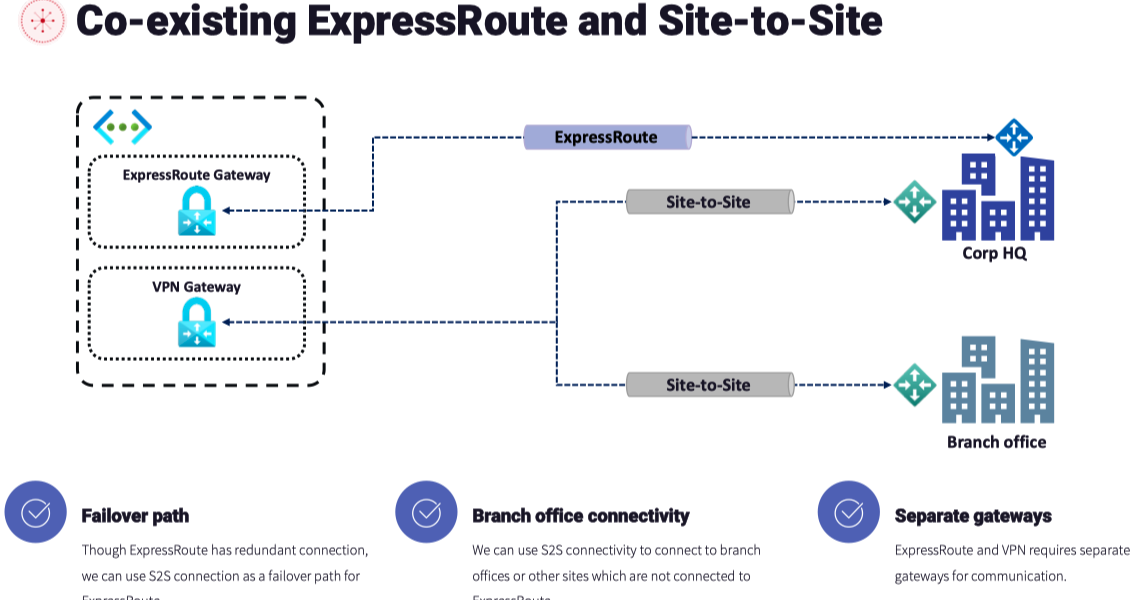 Co-existing ExpressRoute and Site-to-Site
ExpressRoute Gateway
VPN Gateway
ExpressRoute
Site-to-Site
Corp HQ
Site-to-Site
Branch office
Failover path
Though ExpressRoute has redundant connection,
we can use S2S connection as a failover path for
ExpressRoute
Branch office connectivity
We can use S2S connectivity to connect to branch
offices or other sites which are not connected to
ExpressRoute
Separate gateways
ExpressRoute and VPN requires separate
gateways for communication.